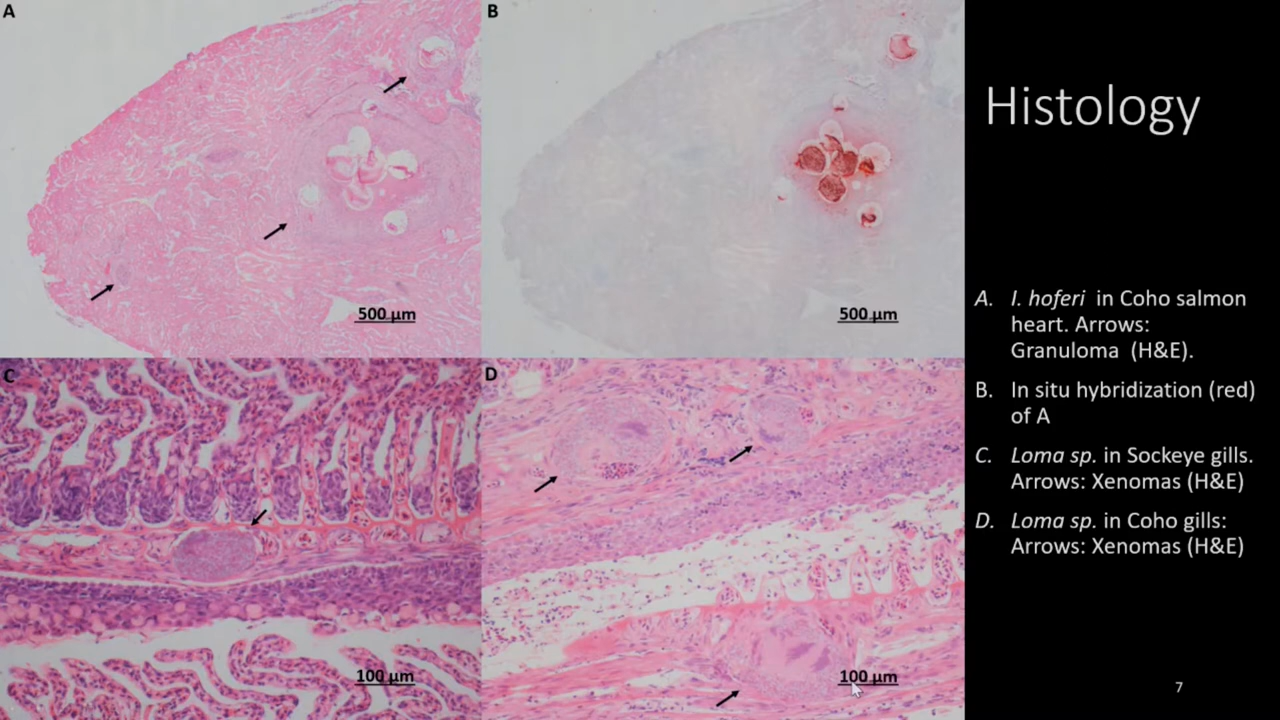 A
B
500 µm
500 µm
C
D
100 µm
100 µm
Histology
A. I. hoferi in Coho salmon
heart. Arrows:
Granuloma (H&E).
B. In situ hybridization (red)
of A
C. Loma sp. in Sockeye gills.
Arrows: Xenomas (H&E)
D. Loma sp. in Coho gills:
Arrows: Xenomas (H&E)
7